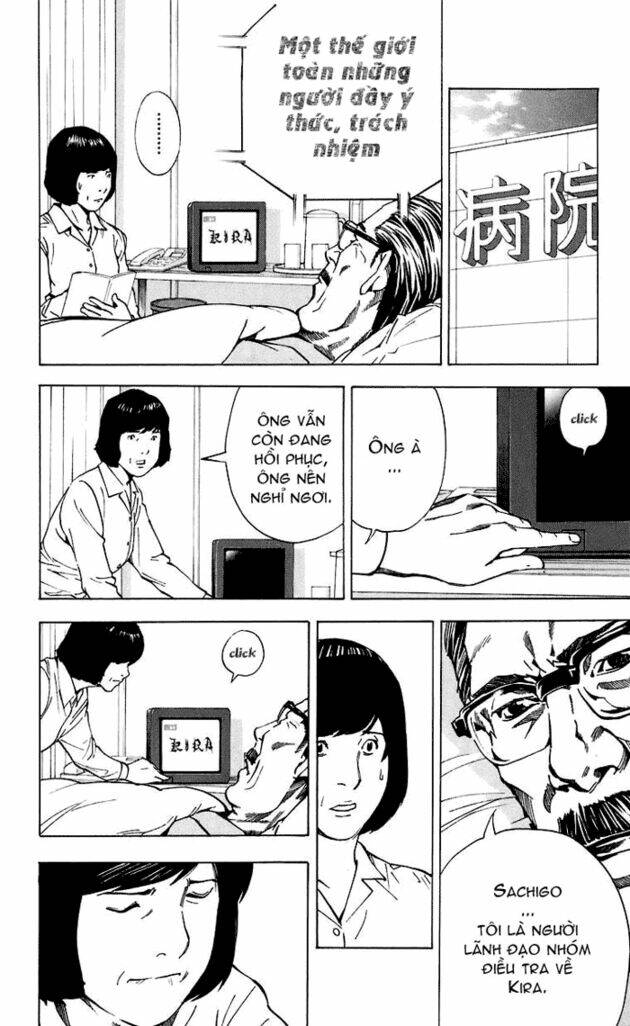 病院
Một thế giới
toàn những
người đầy ý
thức, trách
nhiệm
KIRA
..........
click
Ông à
...
Ông vẫn
còn đang
hồi phục,
ông nên
nghỉ ngơi.
Sachigo
...
Tôi là người
lãnh đạo nhóm
điều tra về
Kira.
click
KIRA